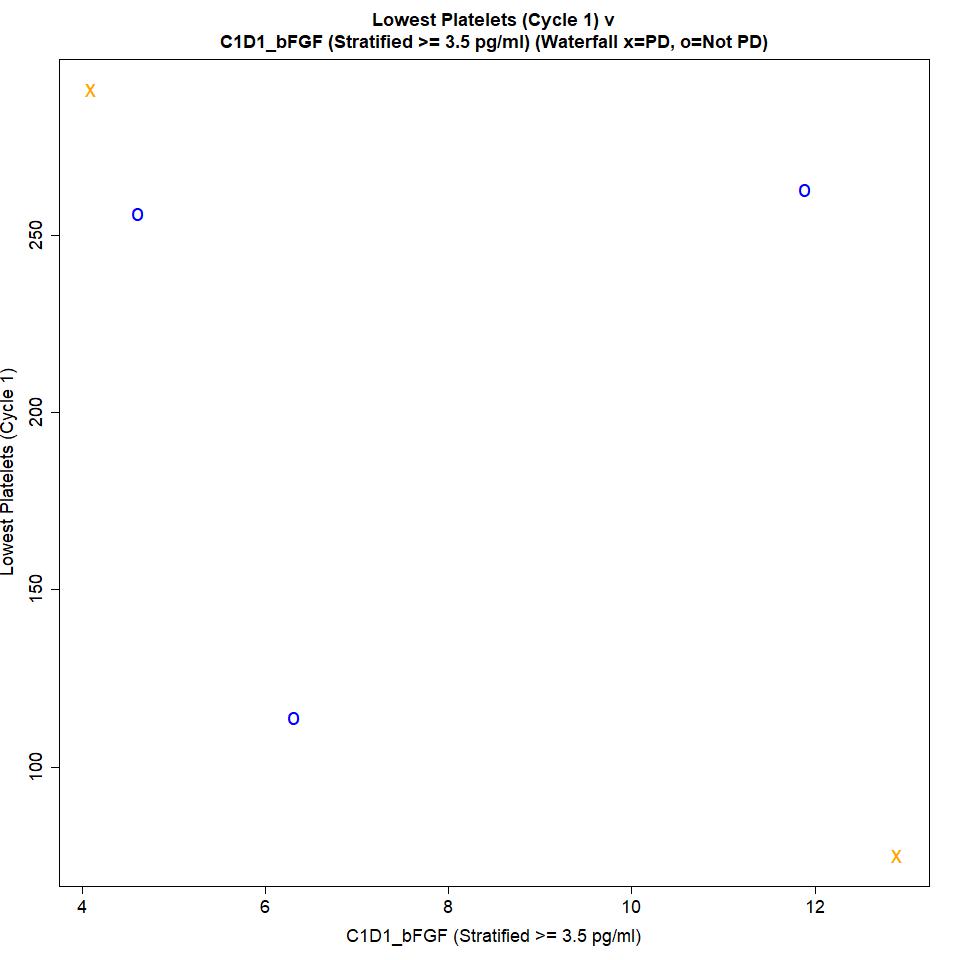 Lowest Platelets (Cycle 1) v
C1D1_bFGF (Stratified >= 3.5 pg/ml) (Waterfall x=PD, o=Not PD)
Lowest Platelets (Cycle 1)
250
200
150
100
X
O
O
O
X
4 6 8 10 12
C1D1_bFGF (Stratified >= 3.5 pg/ml)